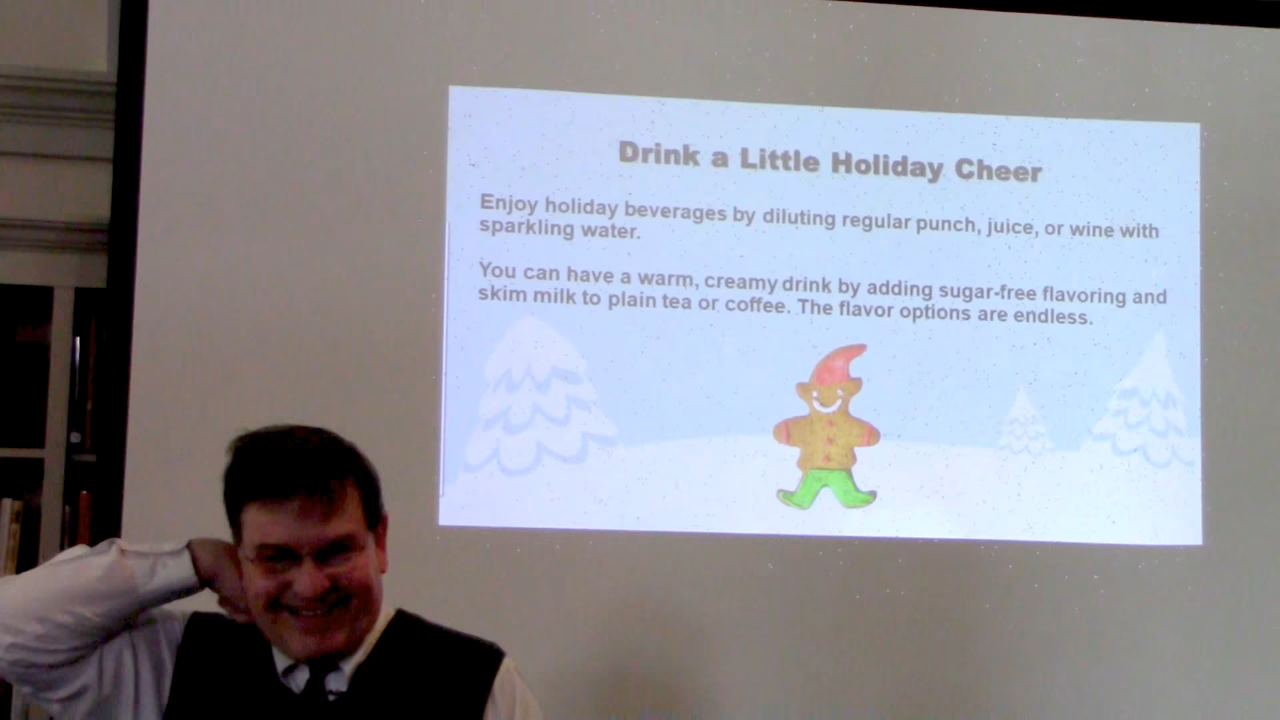 Drink a Little Holiday Cheer
Enjoy holiday beverages by diluting regular punch, juice, or wine with
sparkling water.
You can have a warm, creamy drink by adding sugar-free flavoring and
skim milk to plain tea or coffee. The flavor options are endless.